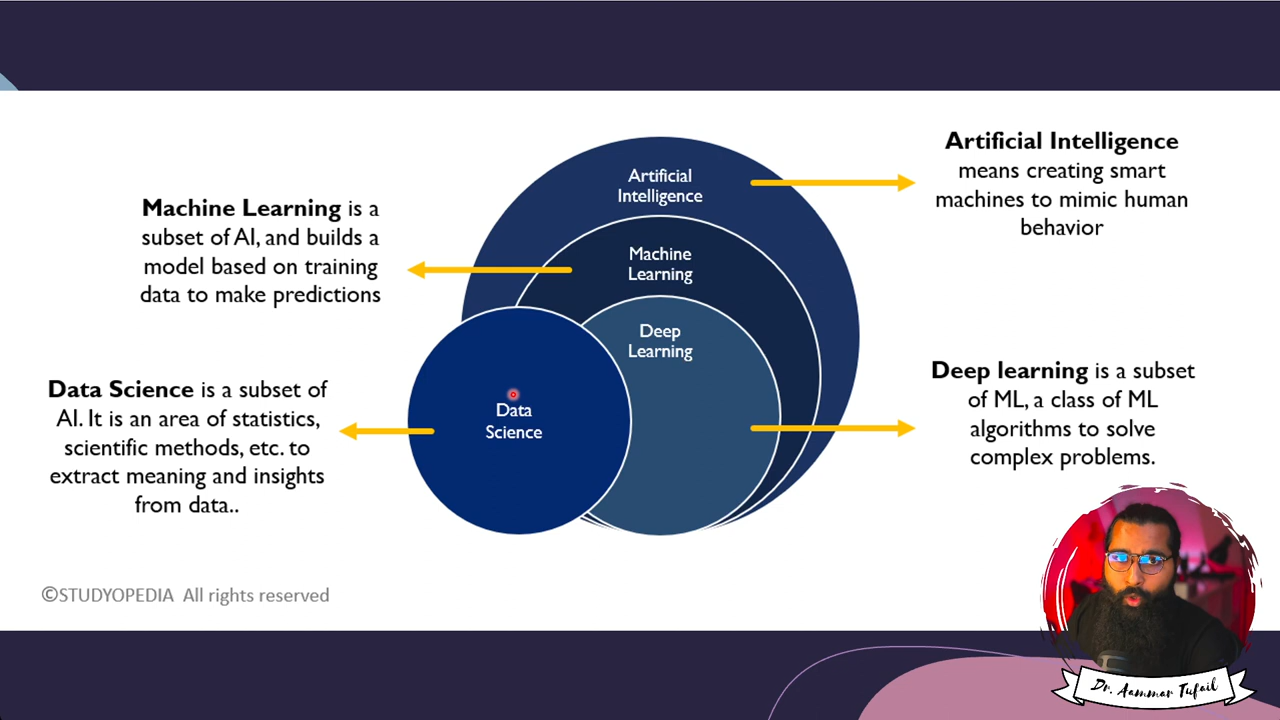 Artificial Intelligence
means creating smart
machines to mimic human
behavior
Artificial
Intelligence
Machine Learning is a
subset of AI, and builds a
model based on training
data to make predictions
Machine
Learning
Deep
Learning
Data Science is a subset of
AI. It is an area of statistics,
scientific methods, etc. to
extract meaning and insights
from data..
Data
Science
Deep learning is a subset
of ML, a class of ML
algorithms to solve
complex problems.
©STUDYOPEDIA All rights reserved
Dr. Aammar Tufail